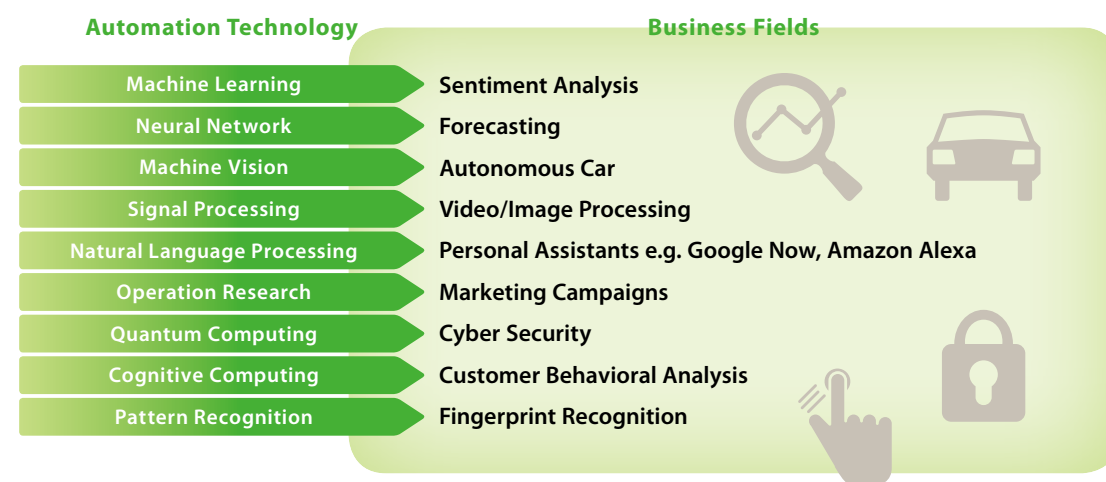 Automation Technology Business Fields
Machine Learning Sentiment Analysis
Neural Network Forecasting
Machine Vision Autonomous Car
Signal Processing Video/Image Processing
Natural Language Processing Personal Assistants e.g. Google Now, Amazon Alexa
Operation Research Marketing Campaigns
Quantum Computing Cyber Security
Cognitive Computing Customer Behavioral Analysis
Pattern Recognition Fingerprint Recognition